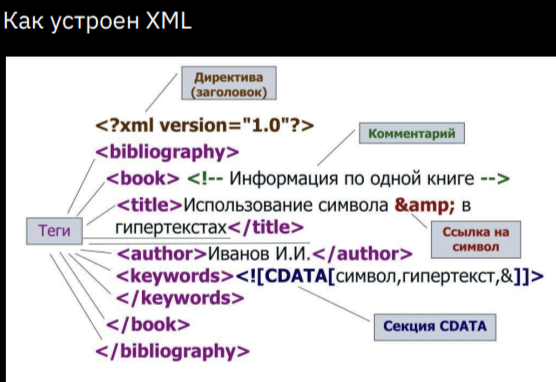 Как устроен XML
Директива
(заголовок)
<?xml version="1.0"?>
Комментарий
<bibliography>
<book> <!-- Информация по одной книге -->
<title>Использование символа &amp; в
гипертекстах</title>
Теги
Ссылка на
символ
<author>Иванов И.И.</author>
<keywords><![CDATA[символ,гипертекст,&]]>
</keywords>
</book>
Секция CDATA
</bibliography>